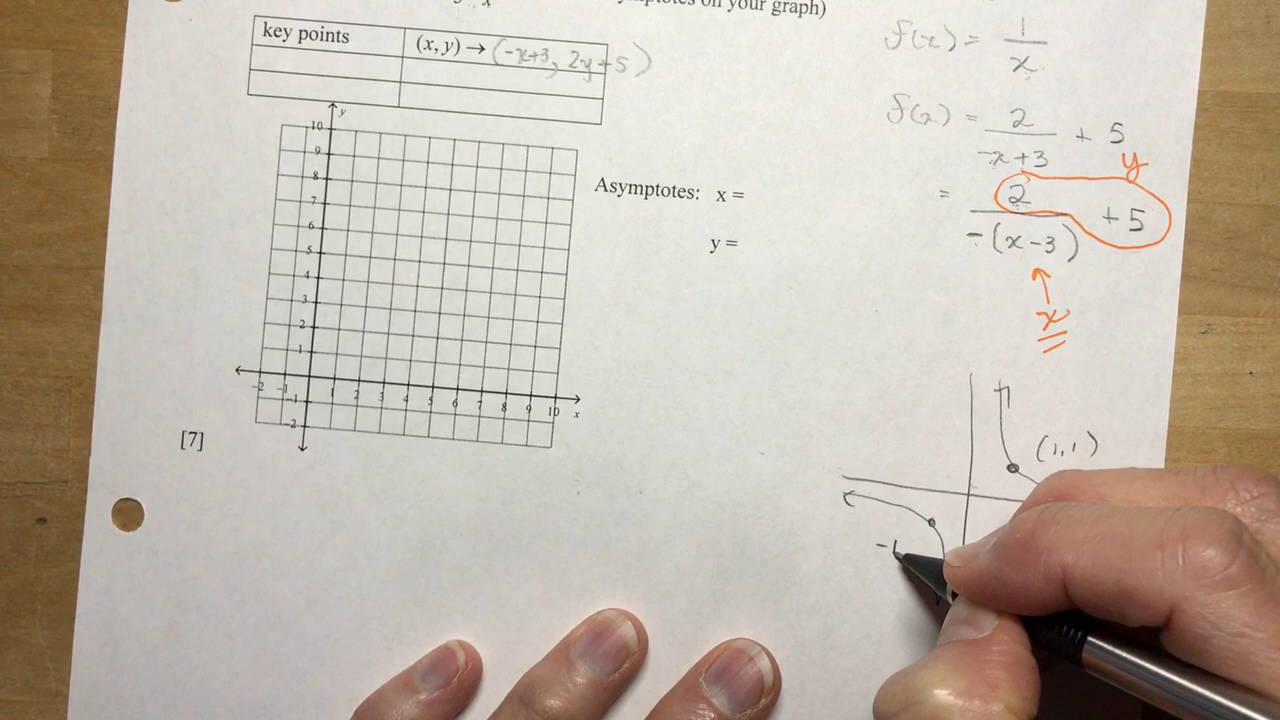 on your graph)
key points (x, y) → (-x+3, 2y+5)
y
10
9
8
7
6
5
4
3
2
1
-2 -1 1 2 3 4 5 6 7 8 9 10 x
-1
-2
Asymptotes: x =
y =
[7]
f(x) = 1/x
f(x) = 2/(-x+3) + 5
y
= 2/(-(x-3)) + 5
x
(1,1)